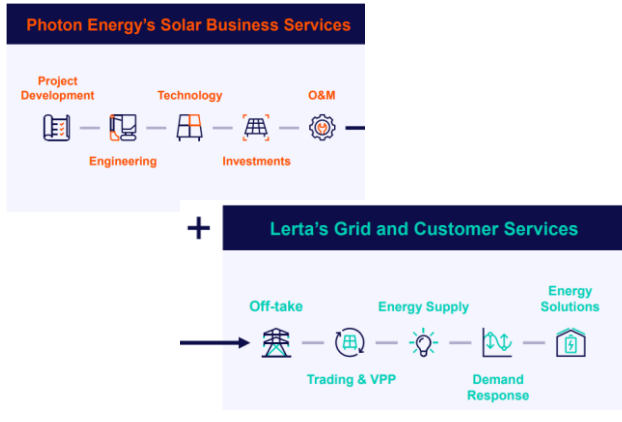 Photon Energy's Solar Business Services
Project
Development
Technology
O&M
Engineering
Investments
+
Lerta's Grid and Customer Services
Off-take
Energy Supply
Energy
Solutions
Trading & VPP
Demand
Response